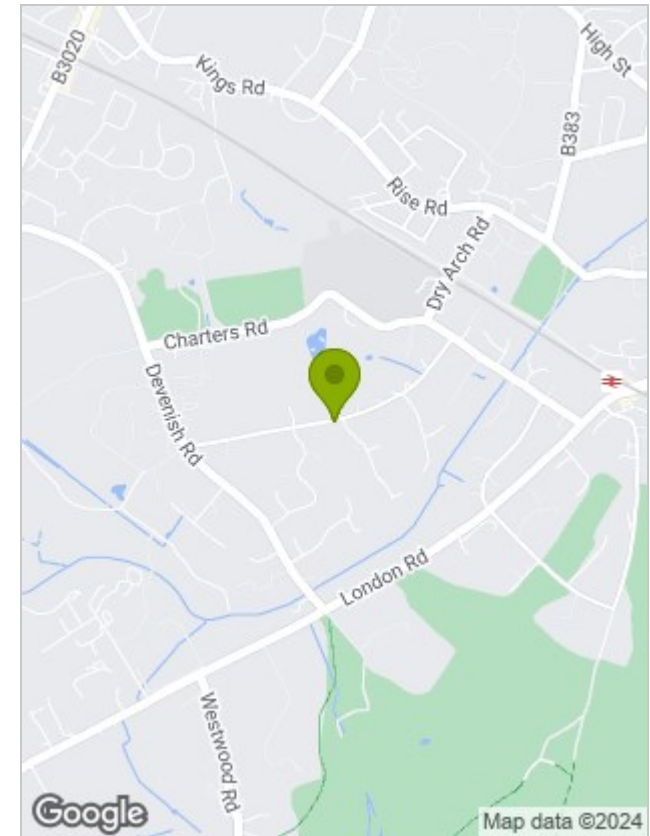 B3020
Kings Rd
High St
B383
Rise Rd
Dry Arch Rd
Charters Rd
Devenish Rd
London Rd
Westwood Rd
Google
Map data ©2024